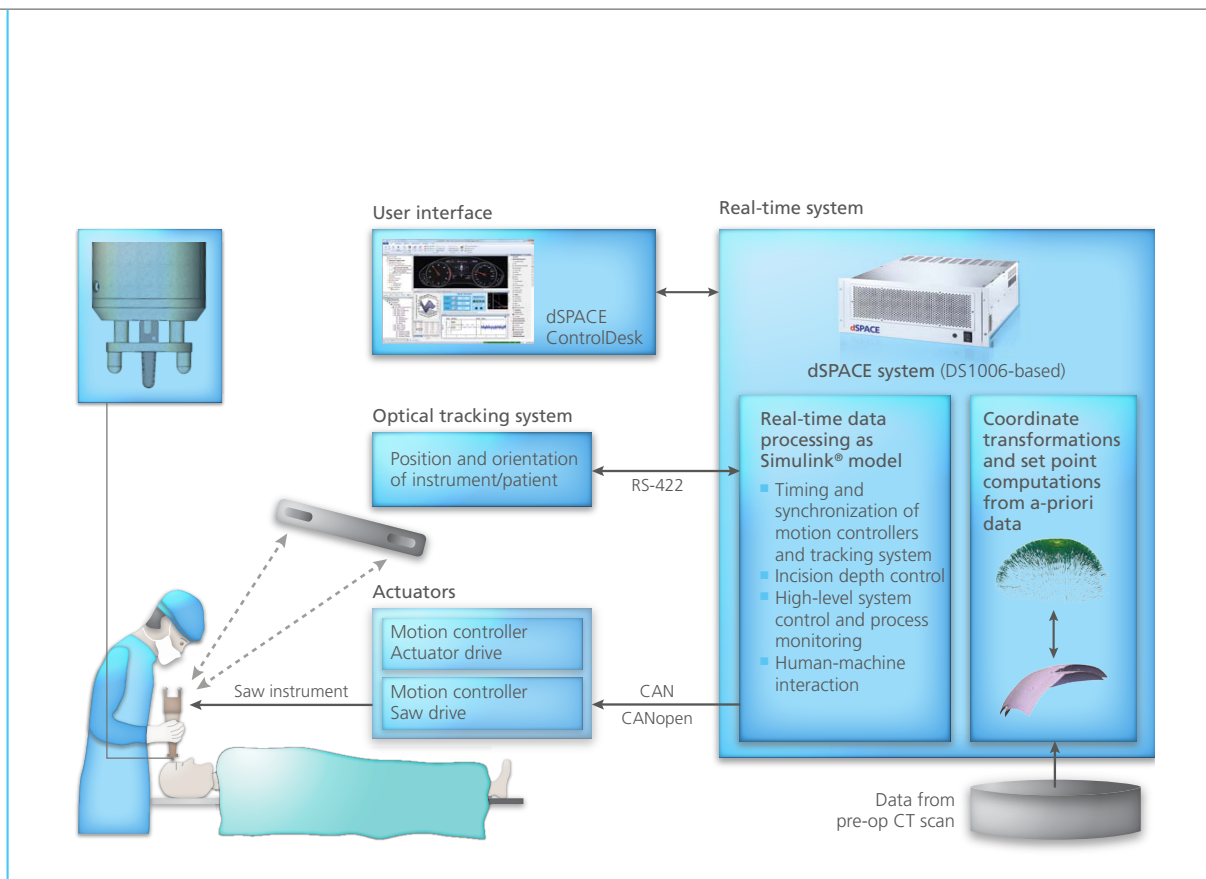 User interface
Real-time system
dSPACE
ControlDesk
dSPACE
dSPACE system (DS1006-based)
Optical tracking system
Position and orientation
of instrument/patient
RS-422
Real-time data
processing as
Simulink® model
Timing and
synchronization of
motion controllers
and tracking system
Incision depth control
High-level system
control and process
monitoring
Human-machine
interaction
Coordinate
transformations
and set point
computations
from a-priori
data
Actuators
Motion controller
Actuator drive
Motion controller
Saw drive
Saw instrument
CAN
CANopen
Data from
pre-op CT scan